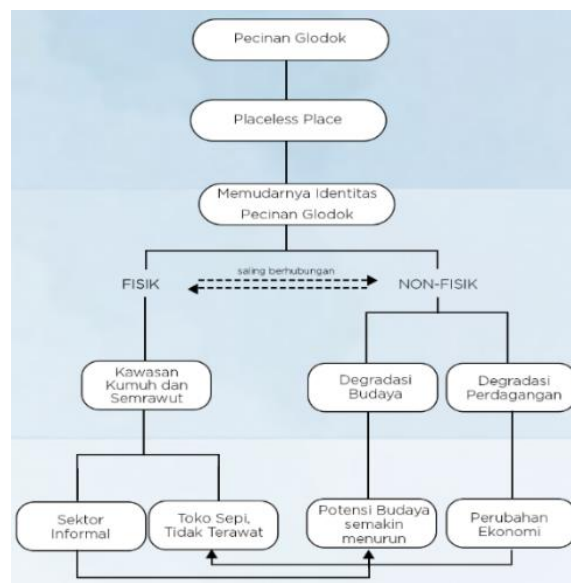 Pecinan Glodok
Placeless Place
Memudarnya Identitas
Pecinan Glodok
saling berhubungan
FISIK
NON-FISIK
Kawasan
Kumuh dan
Semrawut
Degradasi
Budaya
Degradasi
Perdagangan
Sektor
Informal
Toko Sepi,
Tidak Terawat
Potensi Budaya
semakin
menurun
Perubahan
Ekonomi